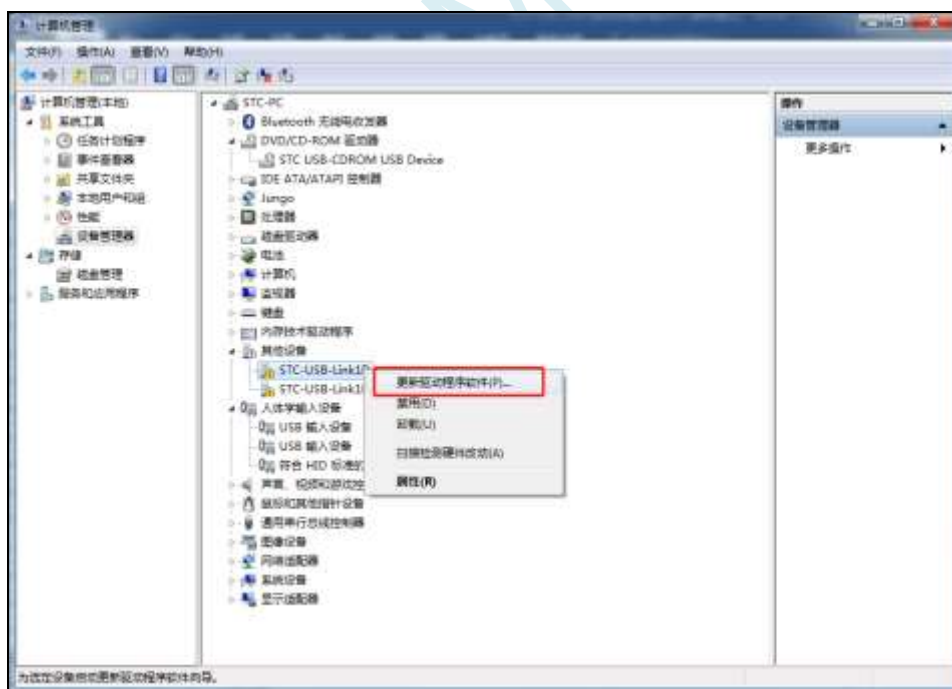 计算机管理
文件(F) 操作(A) 查看(V) 帮助(H)
计算机管理(本地)
系统工具
任务计划程序
事件查看器
共享文件夹
本地用户和组
性能
设备管理器
存储
磁盘管理
服务和应用程序
STC-PC
Bluetooth 无线电收发器
DVD/CD-ROM 驱动器
STC USB-CDROM USB Device
IDE ATA/ATAPI 控制器
Jungo
处理器
磁盘驱动器
电池
计算机
监视器
键盘
内存技术驱动程序
其他设备
STC-USB-Link1
STC-USB-Link1
人体学输入设备
USB 输入设备
USB 输入设备
符合 HID 标准的
声音、视频和游戏控
鼠标和其他指针设备
通用串行总线控制器
图像设备
网络适配器
系统设备
显示适配器
更新驱动程序软件(P)...
禁用(D)
卸载(U)
扫描检测硬件改动(A)
属性(R)
操作
设备管理器
更多操作
为选定设备启动更新驱动程序软件向导。